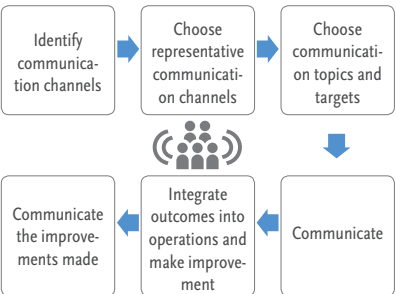 Identify
communica-
tion channels
Choose
representative
communicati-
on channels
Choose
communicati-
on topics and
targets
Communicate
Integrate
outcomes into
operations and
make improve-
ment
Communicate
the improve-
ments made